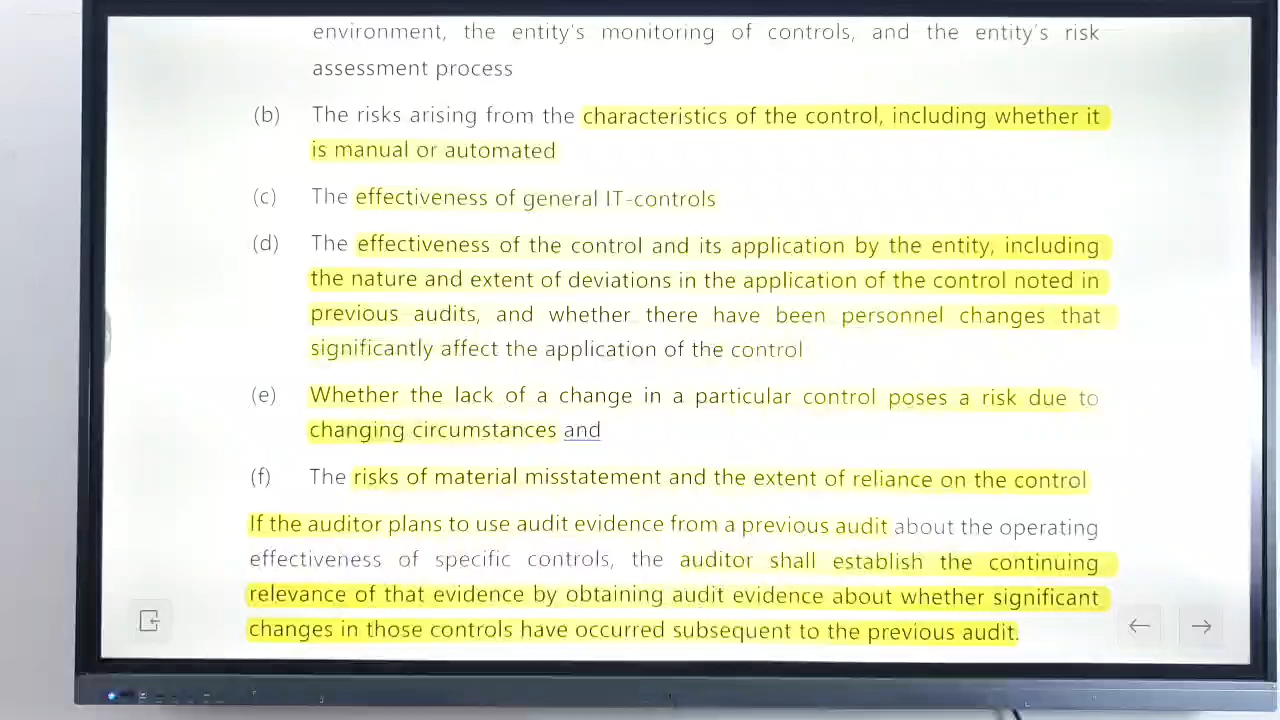 environment, the entity's monitoring of controls, and the entity's risk
assessment process
(b) The risks arising from the characteristics of the control, including whether it
is manual or automated
(c) The effectiveness of general IT-controls
(d) The effectiveness of the control and its application by the entity, including
the nature and extent of deviations in the application of the control noted in
previous audits, and whether there have been personnel changes that
significantly affect the application of the control
(e) Whether the lack of a change in a particular control poses a risk due to
changing circumstances and
(f) The risks of material misstatement and the extent of reliance on the control
If the auditor plans to use audit evidence from a previous audit about the operating
effectiveness of specific controls, the auditor shall establish the continuing
relevance of that evidence by obtaining audit evidence about whether significant
changes in those controls have occurred subsequent to the previous audit.